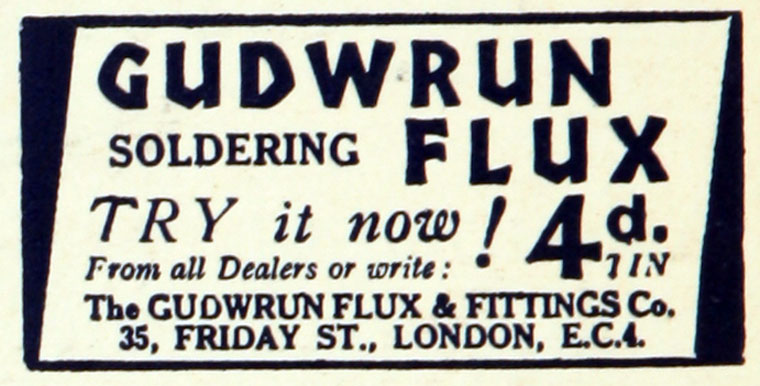 GUDWRUN
SOLDERING FLUX
TRY it now! 4d.
From all Dealers or write: TIN
The GUDWRUN FLUX & FITTINGS Co.
35, FRIDAY ST., LONDON, E.C.4.